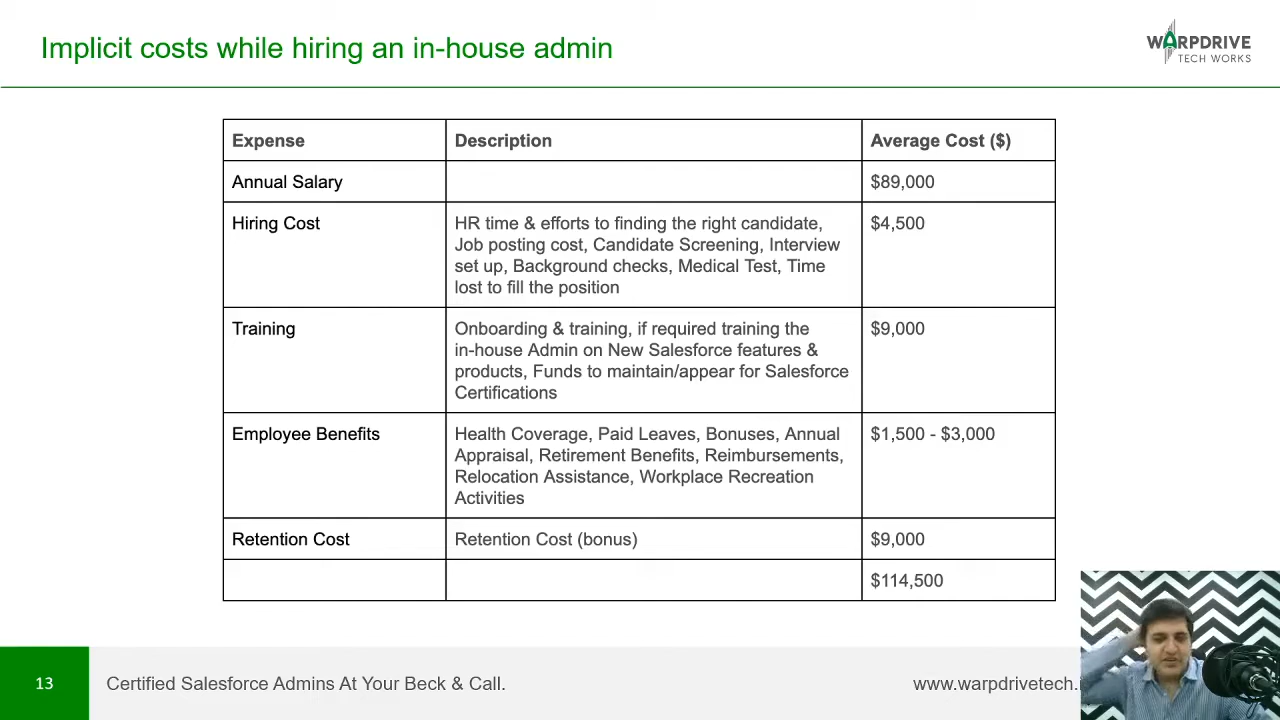 Implicit costs while hiring an in-house admin
WARPDRIVE
TECH WORKS
Expense Description Average Cost ($)
Annual Salary $89,000
Hiring Cost HR time & efforts to finding the right candidate, $4,500
Job posting cost, Candidate Screening, Interview
set up, Background checks, Medical Test, Time
lost to fill the position
Training Onboarding & training, if required training the $9,000
in-house Admin on New Salesforce features &
products, Funds to maintain/appear for Salesforce
Certifications
Employee Benefits Health Coverage, Paid Leaves, Bonuses, Annual $1,500 - $3,000
Appraisal, Retirement Benefits, Reimbursements,
Relocation Assistance, Workplace Recreation
Activities
Retention Cost Retention Cost (bonus) $9,000
$114,500
13 Certified Salesforce Admins At Your Beck & Call. www.warpdrivetech.i